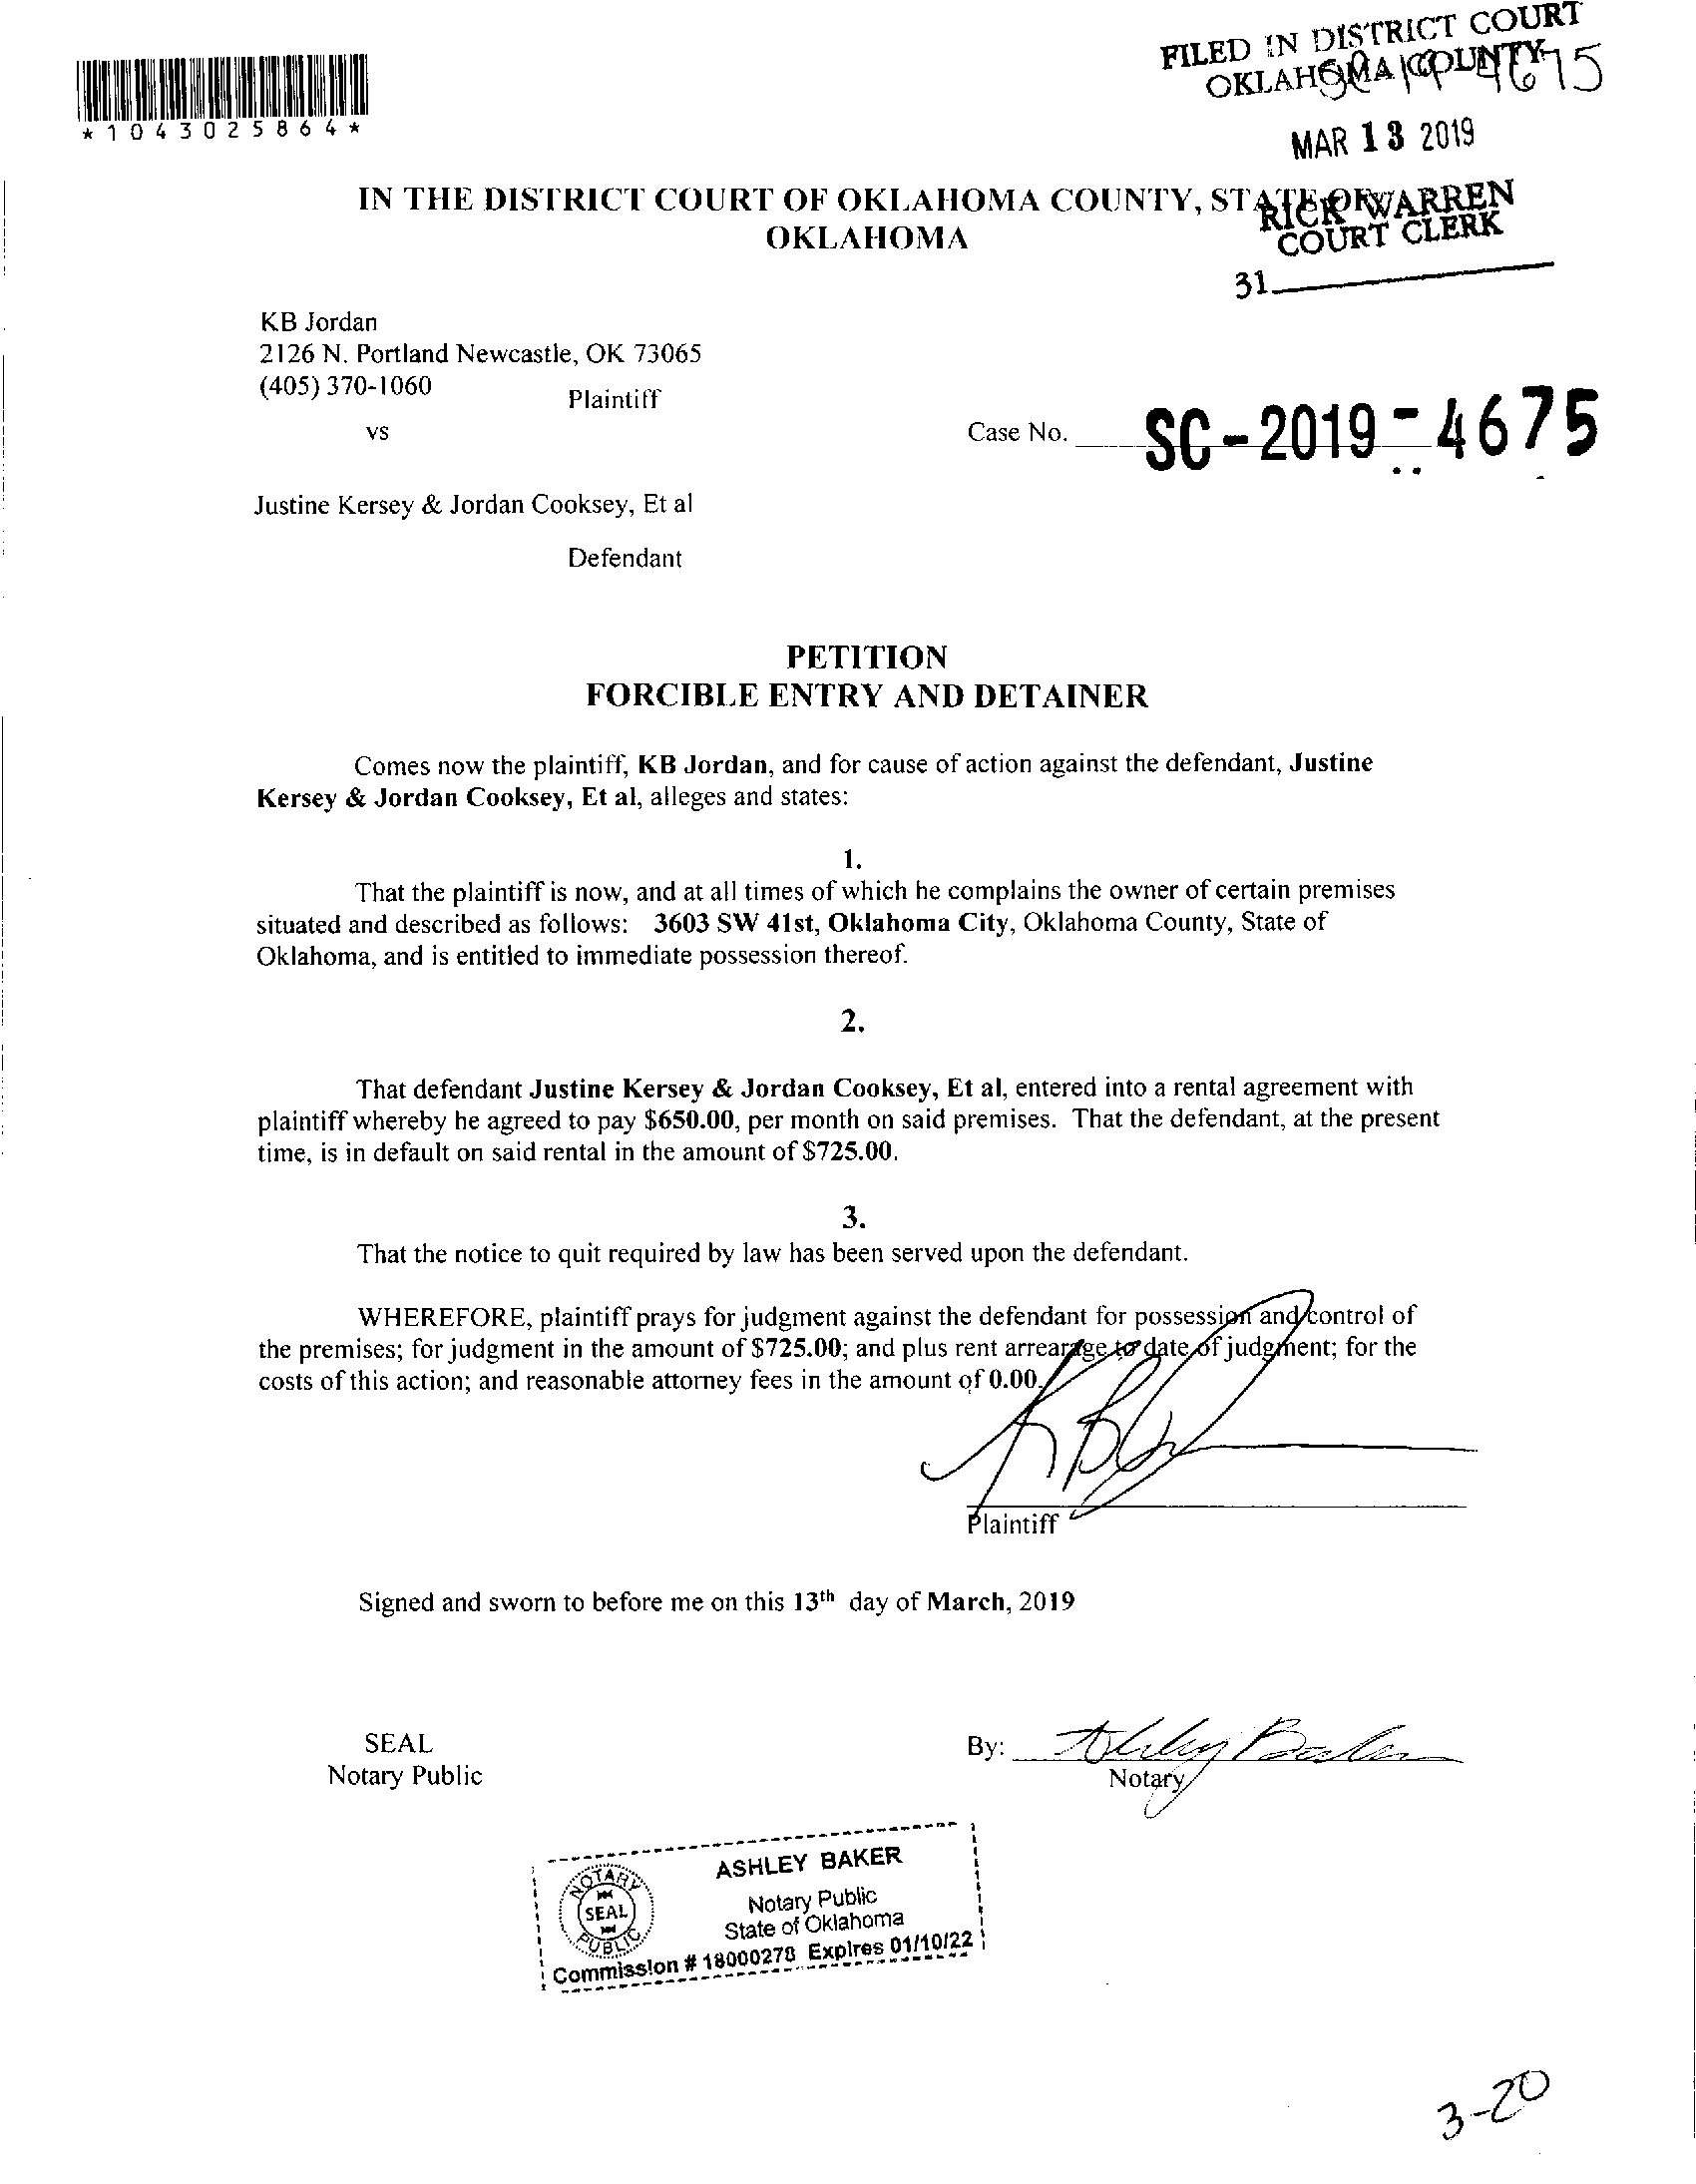 FILED IN DISTRICT COURT
OKLAHOMA COUNTY
SC 19-4675
*1043025864*
MAR 13 2019
IN THE DISTRICT COURT OF OKLAHOMA COUNTY, STATE OF
OKLAHOMA
RICK WARREN
COURT CLERK
31
KB Jordan
2126 N. Portland Newcastle, OK 73065
(405) 370-1060
Plaintiff
vs
Case No. SC-2019-4675
Justine Kersey & Jordan Cooksey, Et al
Defendant
PETITION
FORCIBLE ENTRY AND DETAINER
Comes now the plaintiff, KB Jordan, and for cause of action against the defendant, Justine
Kersey & Jordan Cooksey, Et al, alleges and states:
1.
That the plaintiff is now, and at all times of which he complains the owner of certain premises
situated and described as follows: 3603 SW 41st, Oklahoma City, Oklahoma County, State of
Oklahoma, and is entitled to immediate possession thereof.
2.
That defendant Justine Kersey & Jordan Cooksey, Et al, entered into a rental agreement with
plaintiff whereby he agreed to pay $650.00, per month on said premises. That the defendant, at the present
time, is in default on said rental in the amount of $725.00.
3.
That the notice to quit required by law has been served upon the defendant.
WHEREFORE, plaintiff prays for judgment against the defendant for possession and control of
the premises; for judgment in the amount of $725.00; and plus rent arrearage to date of judgment; for the
costs of this action; and reasonable attorney fees in the amount of 0.00.
Plaintiff
Signed and sworn to before me on this 13th day of March, 2019
SEAL
Notary Public
By: Ashley Baker
Notary
NOTARY
SEAL
PUBLIC
ASHLEY BAKER
Notary Public
State of Oklahoma
Commission # 18000278 Expires 01/10/22
3-20